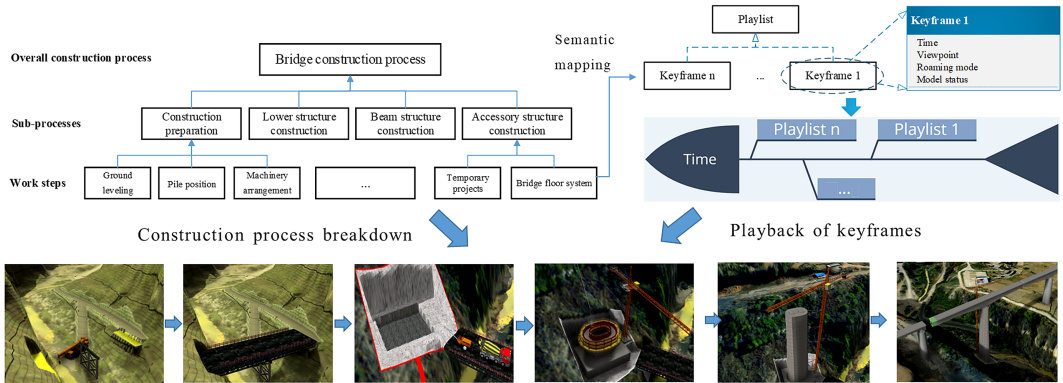 Overall construction process
Bridge construction process
Sub-processes
Construction
preparation
Lower structure
construction
Beam structure
construction
Accessory structure
construction
Work steps
Ground
leveling
Pile position
Machinery
arrangement
...
Temporary
projects
Bridge floor system
Semantic
mapping
Playlist
Keyframe n
...
Keyframe 1
Keyframe 1
Time
Viewpoint
Roaming mode
Model status
Time
Playlist n
Playlist 1
...
Construction process breakdown
Playback of keyframes